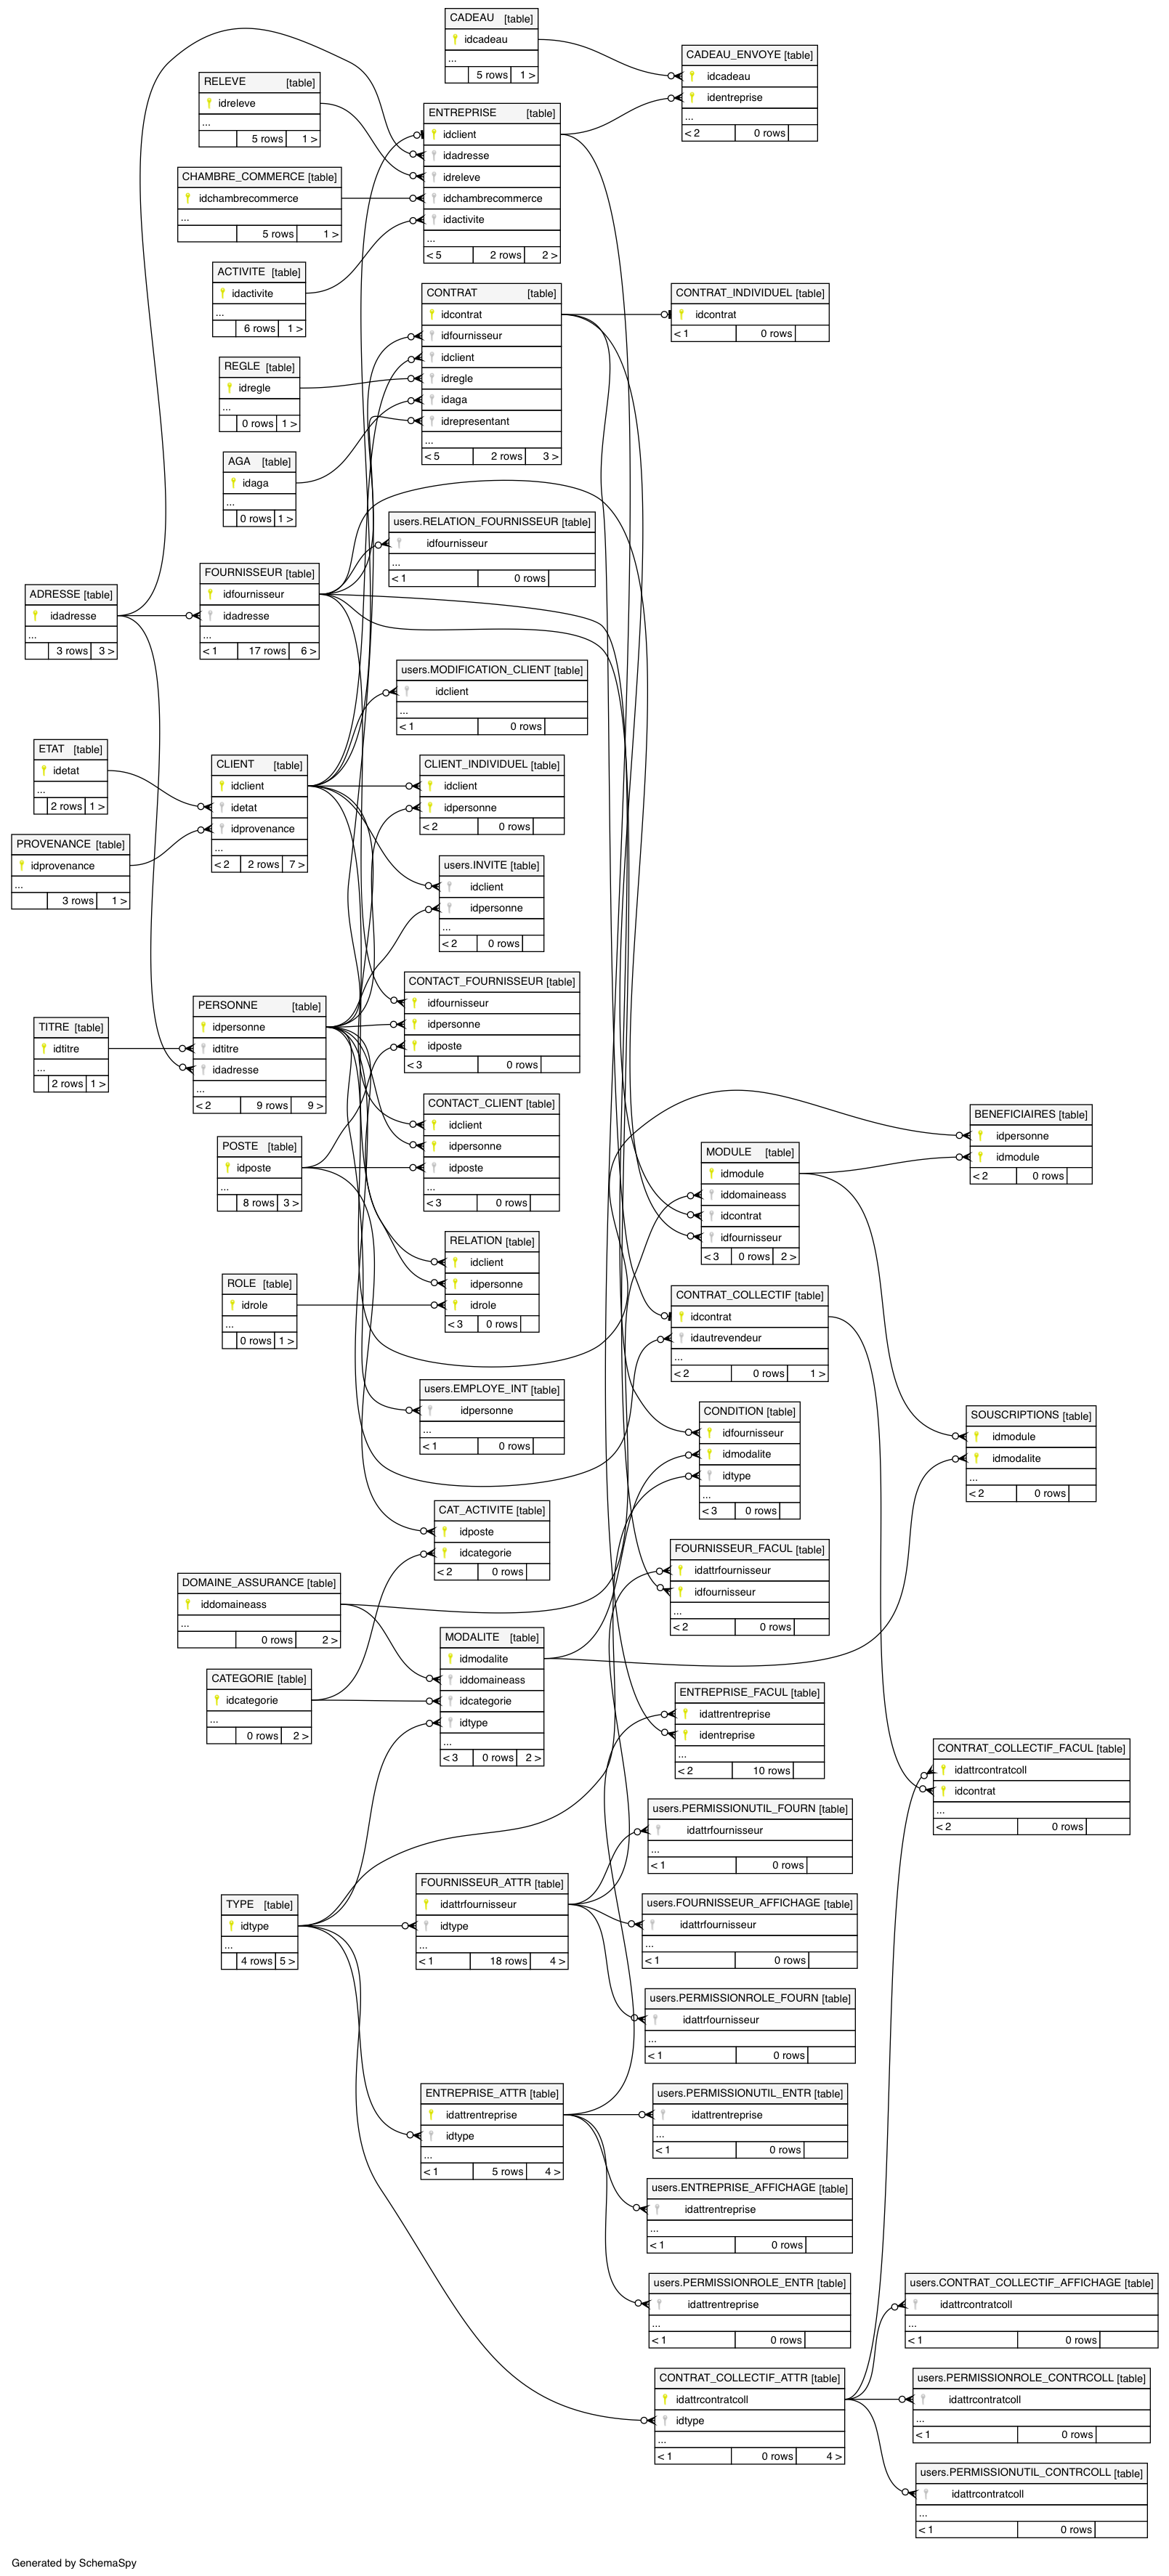 CADEAU [table]
idcadeau
...
5 rows 1 >
CADEAU_ENVOYE [table]
idcadeau
identreprise
...
< 2 0 rows
RELEVE [table]
idreleve
...
5 rows 1 >
ENTREPRISE [table]
idclient
idadresse
idreleve
idchambrecommerce
idactivite
...
< 5 2 rows 2 >
CHAMBRE_COMMERCE [table]
idchambrecommerce
...
5 rows 1 >
ACTIVITE [table]
idactivite
...
6 rows 1 >
CONTRAT [table]
idcontrat
idfournisseur
idclient
idregle
idaga
idrepresentant
...
< 5 2 rows 3 >
CONTRAT_INDIVIDUEL [table]
idcontrat
< 1 0 rows
REGLE [table]
idregle
...
0 rows 1 >
AGA [table]
idaga
...
0 rows 1 >
users.RELATION_FOURNISSEUR [table]
idfournisseur
...
< 1 0 rows
FOURNISSEUR [table]
idfournisseur
idadresse
...
< 1 17 rows 6 >
ADRESSE [table]
idadresse
...
3 rows 3 >
users.MODIFICATION_CLIENT [table]
idclient
...
< 1 0 rows
ETAT [table]
idetat
...
2 rows 1 >
CLIENT [table]
idclient
idetat
idprovenance
...
< 2 2 rows 7 >
CLIENT_INDIVIDUEL [table]
idclient
idpersonne
< 2 0 rows
PROVENANCE [table]
idprovenance
...
3 rows 1 >
users.INVITE [table]
idclient
idpersonne
...
< 2 0 rows
CONTACT_FOURNISSEUR [table]
idfournisseur
idpersonne
idposte
< 3 0 rows
PERSONNE [table]
idpersonne
idtitre
idadresse
...
< 2 9 rows 9 >
TITRE [table]
idtitre
...
2 rows 1 >
CONTACT_CLIENT [table]
idclient
idpersonne
idposte
...
< 3 0 rows
BENEFICIAIRES [table]
idpersonne
idmodule
< 2 0 rows
POSTE [table]
idposte
...
8 rows 3 >
MODULE [table]
idmodule
iddomaineass
idcontrat
idfournisseur
< 3 0 rows 2 >
RELATION [table]
idclient
idpersonne
idrole
< 3 0 rows
ROLE [table]
idrole
...
0 rows 1 >
CONTRAT_COLLECTIF [table]
idcontrat
idautrevendeur
...
< 2 0 rows 1 >
users.EMPLOYE_INT [table]
idpersonne
...
< 1 0 rows
CONDITION [table]
idfournisseur
idmodalite
idtype
...
< 3 0 rows
SOUSCRIPTIONS [table]
idmodule
idmodalite
...
< 2 0 rows
CAT_ACTIVITE [table]
idposte
idcategorie
< 2 0 rows
FOURNISSEUR_FACUL [table]
idattrfournisseur
idfournisseur
...
< 2 0 rows
DOMAINE_ASSURANCE [table]
iddomaineass
...
0 rows 2 >
MODALITE [table]
idmodalite
iddomaineass
idcategorie
idtype
...
< 3 0 rows 2 >
CATEGORIE [table]
idcategorie
...
0 rows 2 >
ENTREPRISE_FACUL [table]
idattrentreprise
identreprise
...
< 2 10 rows
CONTRAT_COLLECTIF_FACUL [table]
idattrcontratcoll
idcontrat
...
< 2 0 rows
users.PERMISSIONUTIL_FOURN [table]
idattrfournisseur
...
< 1 0 rows
FOURNISSEUR_ATTR [table]
idattrfournisseur
idtype
...
< 1 18 rows 4 >
TYPE [table]
idtype
...
4 rows 5 >
users.FOURNISSEUR_AFFICHAGE [table]
idattrfournisseur
...
< 1 0 rows
users.PERMISSIONROLE_FOURN [table]
idattrfournisseur
...
< 1 0 rows
ENTREPRISE_ATTR [table]
idattrentreprise
idtype
...
< 1 5 rows 4 >
users.PERMISSIONUTIL_ENTR [table]
idattrentreprise
...
< 1 0 rows
users.ENTREPRISE_AFFICHAGE [table]
idattrentreprise
...
< 1 0 rows
users.PERMISSIONROLE_ENTR [table]
idattrentreprise
...
< 1 0 rows
users.CONTRAT_COLLECTIF_AFFICHAGE [table]
idattrcontratcoll
...
< 1 0 rows
CONTRAT_COLLECTIF_ATTR [table]
idattrcontratcoll
idtype
...
< 1 0 rows 4 >
users.PERMISSIONROLE_CONTRCOLL [table]
idattrcontratcoll
...
< 1 0 rows
users.PERMISSIONUTIL_CONTRCOLL [table]
idattrcontratcoll
...
< 1 0 rows
Generated by SchemaSpy